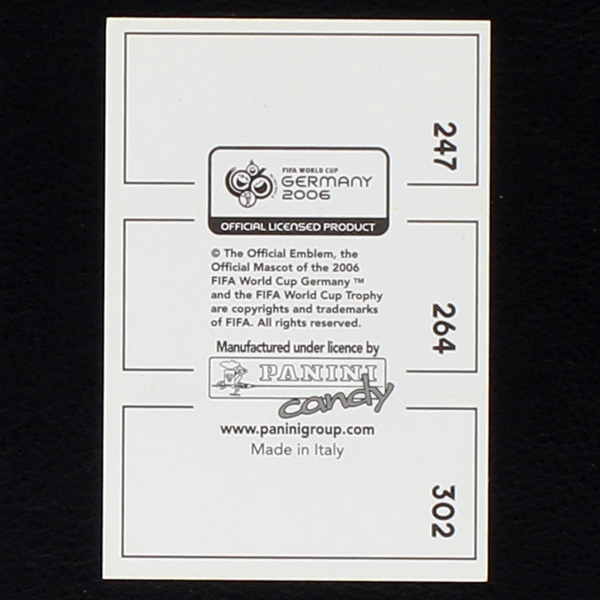 247
FIFA WORLD CUP
GERMANY
2006
OFFICIAL LICENSED PRODUCT
© The Official Emblem, the
Official Mascot of the 2006
FIFA World Cup Germany ™
and the FIFA World Cup Trophy
are copyrights and trademarks
of FIFA. All rights reserved.
264
Manufactured under licence by
PANINI
candy
www.paninigroup.com
Made in Italy
302